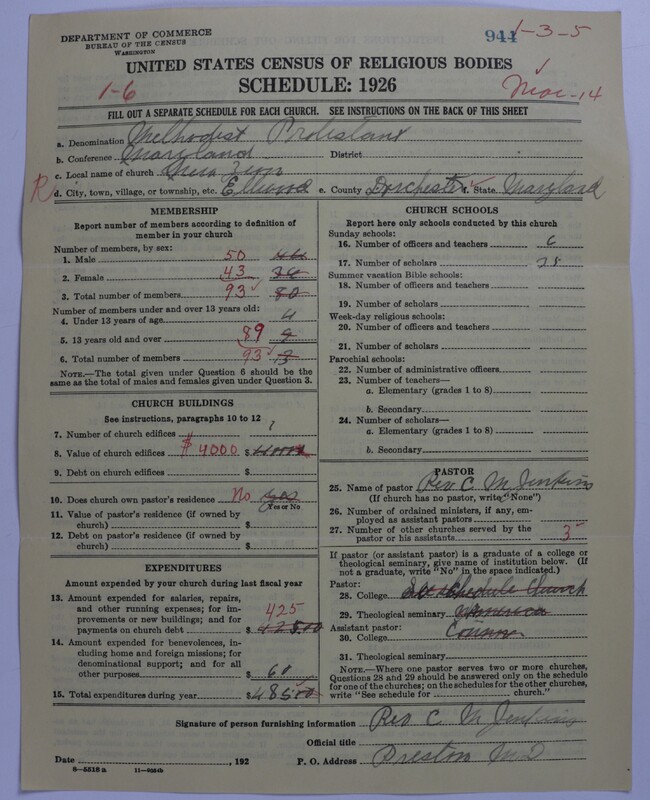 DEPARTMENT OF COMMERCE
BUREAU OF THE CENSUS
WASHINGTON
944
1-3-5
UNITED STATES CENSUS OF RELIGIOUS BODIES
SCHEDULE: 1926
1-6
FILL OUT A SEPARATE SCHEDULE FOR EACH CHURCH. SEE INSTRUCTIONS ON THE BACK OF THIS SHEET
a. Denomination Methodist Protestant
b. Conference Maryland District
c. Local name of church
R d. City, town, village, or township, etc. Ellwood e. County Dorchester f. State Maryland
MEMBERSHIP
Report number of members according to definition of member in your church
Number of members, by sex:
1. Male 50
2. Female 43
3. Total number of members 93 80
Number of members under and over 13 years old:
4. Under 13 years of age 4
5. 13 years old and over 89 9
6. Total number of members 93 13
NOTE.—The total given under Question 6 should be the same as the total of males and females given under Question 3.
CHURCH BUILDINGS
See instructions, paragraphs 10 to 12
7. Number of church edifices 1
8. Value of church edifices $4000 $
9. Debt on church edifices $
10. Does church own pastor's residence No Yes
Yes or No
11. Value of pastor's residence (if owned by church) $
12. Debt on pastor's residence (if owned by church) $
EXPENDITURES
Amount expended by your church during last fiscal year
13. Amount expended for salaries, repairs, and other running expenses; for improvements or new buildings; and for payments on church debt 425 $
14. Amount expended for benevolences, including home and foreign missions; for denominational support; and for all other purposes $ 60
15. Total expenditures during year $ 485
CHURCH SCHOOLS
Report here only schools conducted by this church
Sunday schools:
16. Number of officers and teachers 6
17. Number of scholars
Summer vacation Bible schools:
18. Number of officers and teachers
19. Number of scholars
Week-day religious schools:
20. Number of officers and teachers
21. Number of scholars
Parochial schools:
22. Number of administrative officers
23. Number of teachers—
a. Elementary (grades 1 to 8)
b. Secondary
24. Number of scholars—
a. Elementary (grades 1 to 8)
b. Secondary
PASTOR
25. Name of pastor Rev C. M. Jenkins
(If church has no pastor, write "None")
26. Number of ordained ministers, if any, employed as assistant pastors
27. Number of other churches served by the pastor or his assistants 3
If pastor (or assistant pastor) is a graduate of a college or theological seminary, give name of institution below. (If not a graduate, write "No" in the space indicated.)
Pastor:
28. College See Schedule Church
29. Theological seminary
Assistant pastor:
30. College
31. Theological seminary
NOTE.—Where one pastor serves two or more churches, Questions 28 and 29 should be answered only on the schedule for one of the churches; on the schedules for the other churches, write "See schedule for church."
Signature of person furnishing information Rev C. M. Jenkins
Official title
Date , 192 P. O. Address Preston MD
8—5518 a